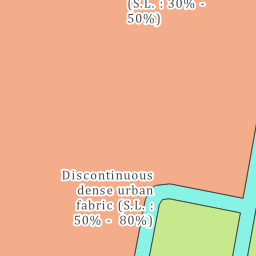 (S.L. : 30% -
50%)
Discontinuous
dense urban
fabric (S.L. :
50% -  80%)